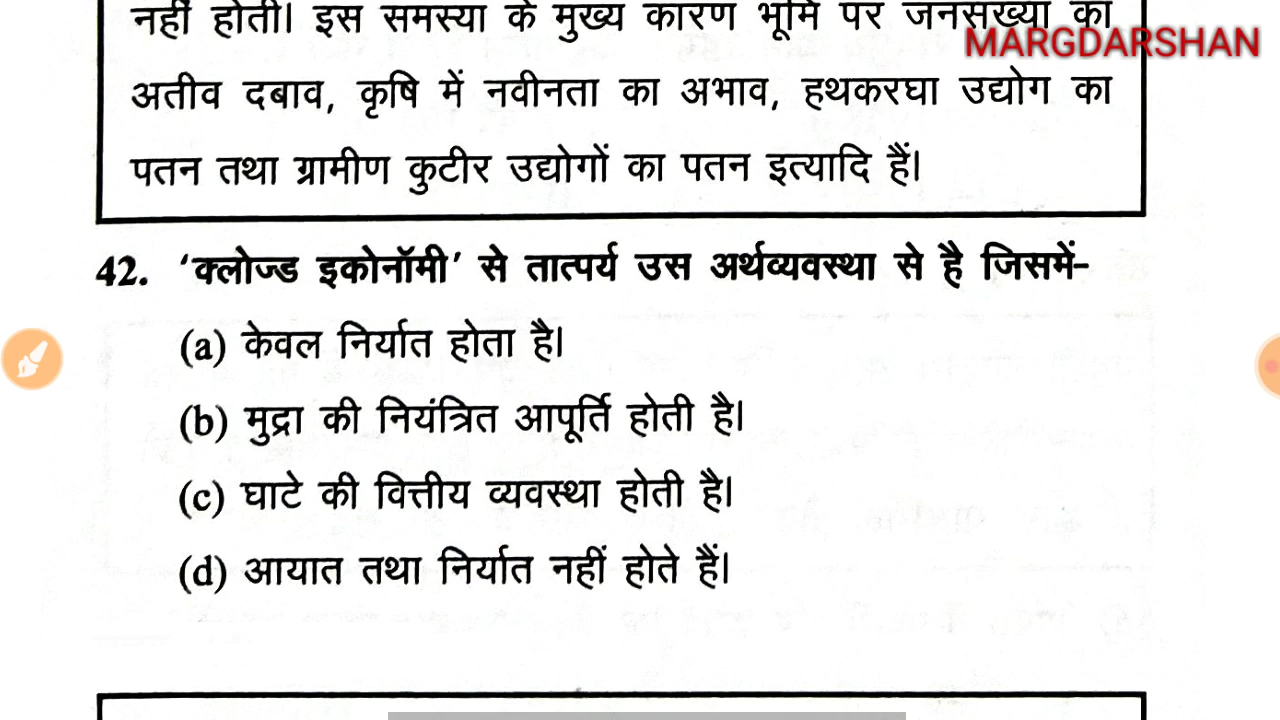 नहीं होती। इस समस्या के मुख्य कारण भूमि पर जनसंख्या का
MARGDARSHAN
अतीव दबाव, कृषि में नवीनता का अभाव, हथकरघा उद्योग का
पतन तथा ग्रामीण कुटीर उद्योगों का पतन इत्यादि हैं।
42. 'क्लोज्ड इकोनॉमी' से तात्पर्य उस अर्थव्यवस्था से है जिसमें-
(a) केवल निर्यात होता है।
(b) मुद्रा की नियंत्रित आपूर्ति होती है।
(c) घाटे की वित्तीय व्यवस्था होती है।
(d) आयात तथा निर्यात नहीं होते हैं।